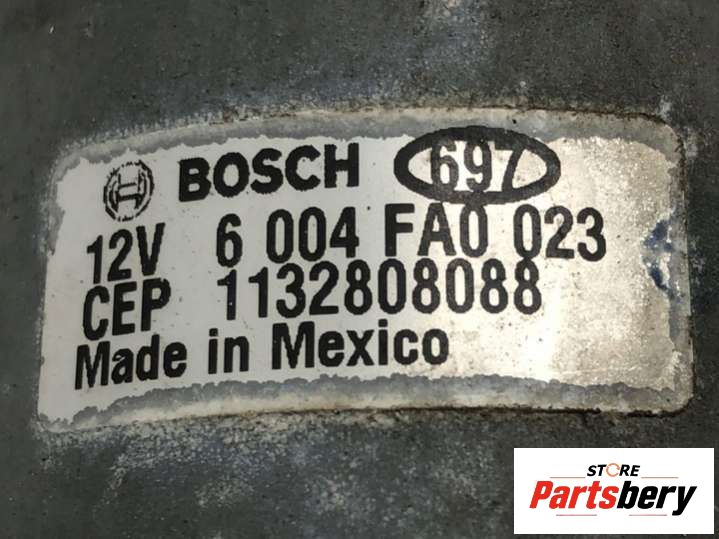 BOSCH 697
12V 6 004 FA0 023
CEP 1132808088
Made in Mexico
STORE
Partsbery